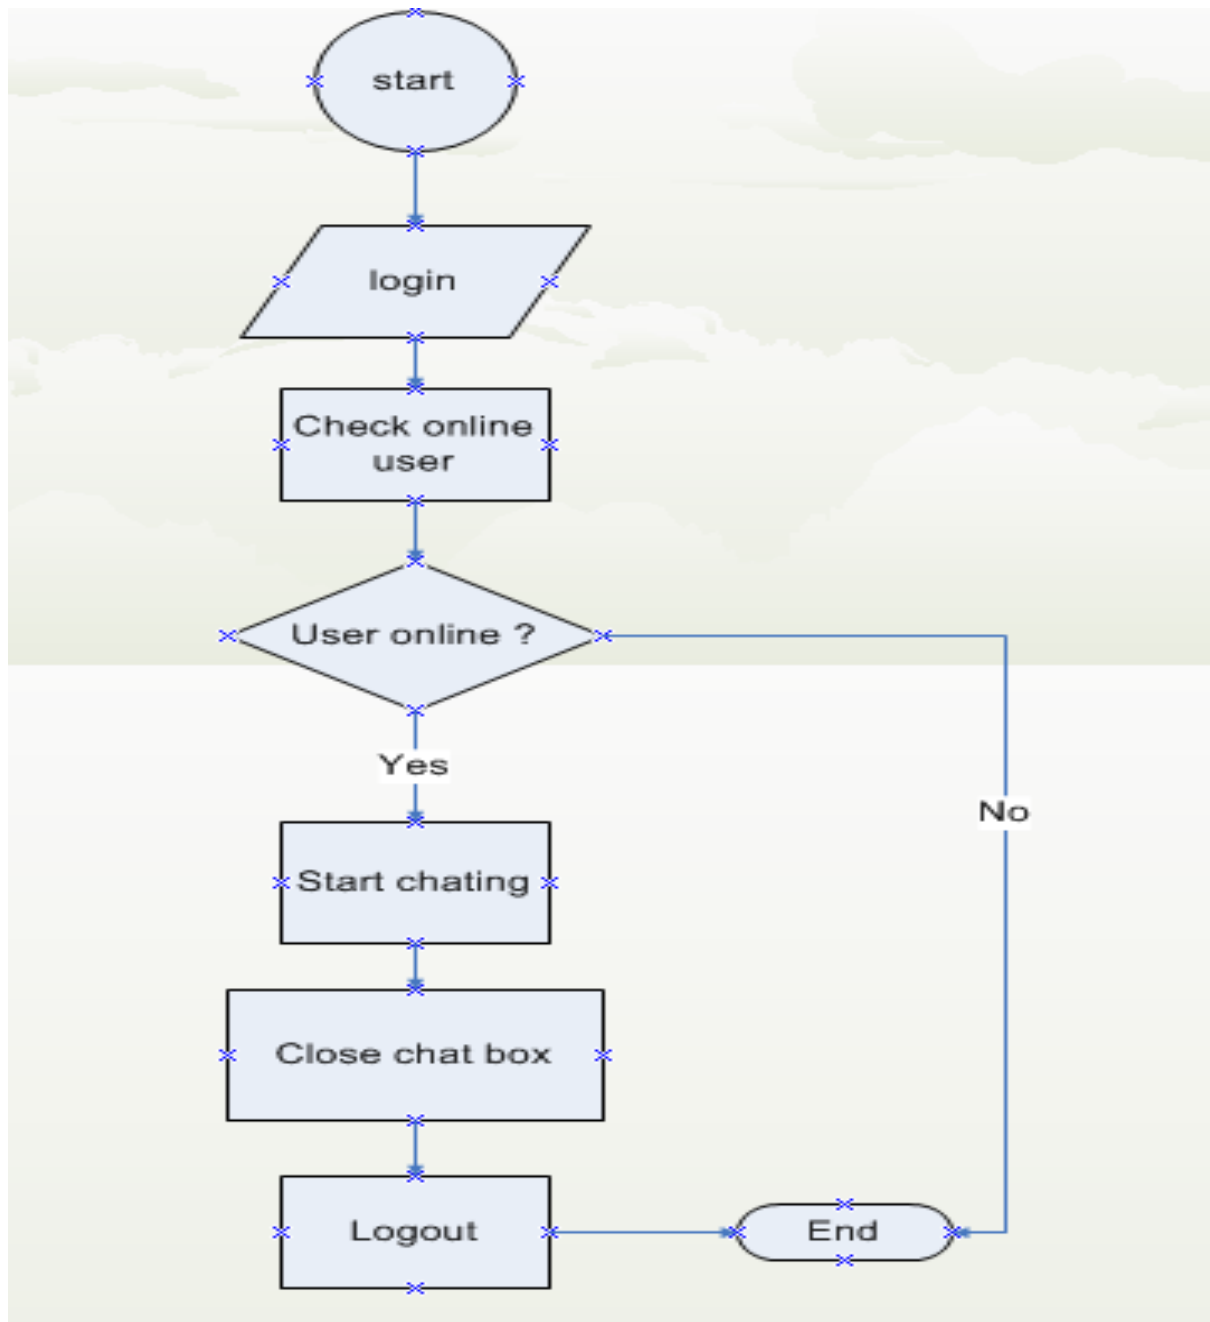 start
login
Check online
user
User online ?
Yes
No
Start chating
Close chat box
Logout
End